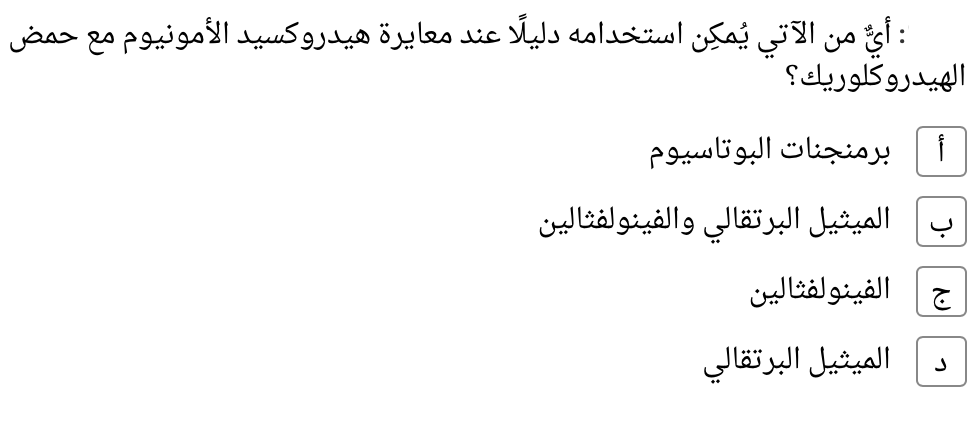 : أيٌّ من الآتي يُمكِن استخدامه دليلًا عند معايرة هيدروكسيد الأمونيوم مع حمض
الهيدروكلوريك؟
أ برمنجنات البوتاسيوم
ب الميثيل البرتقالي والفينولفثالين
ج الفينولفثالين
د الميثيل البرتقالي